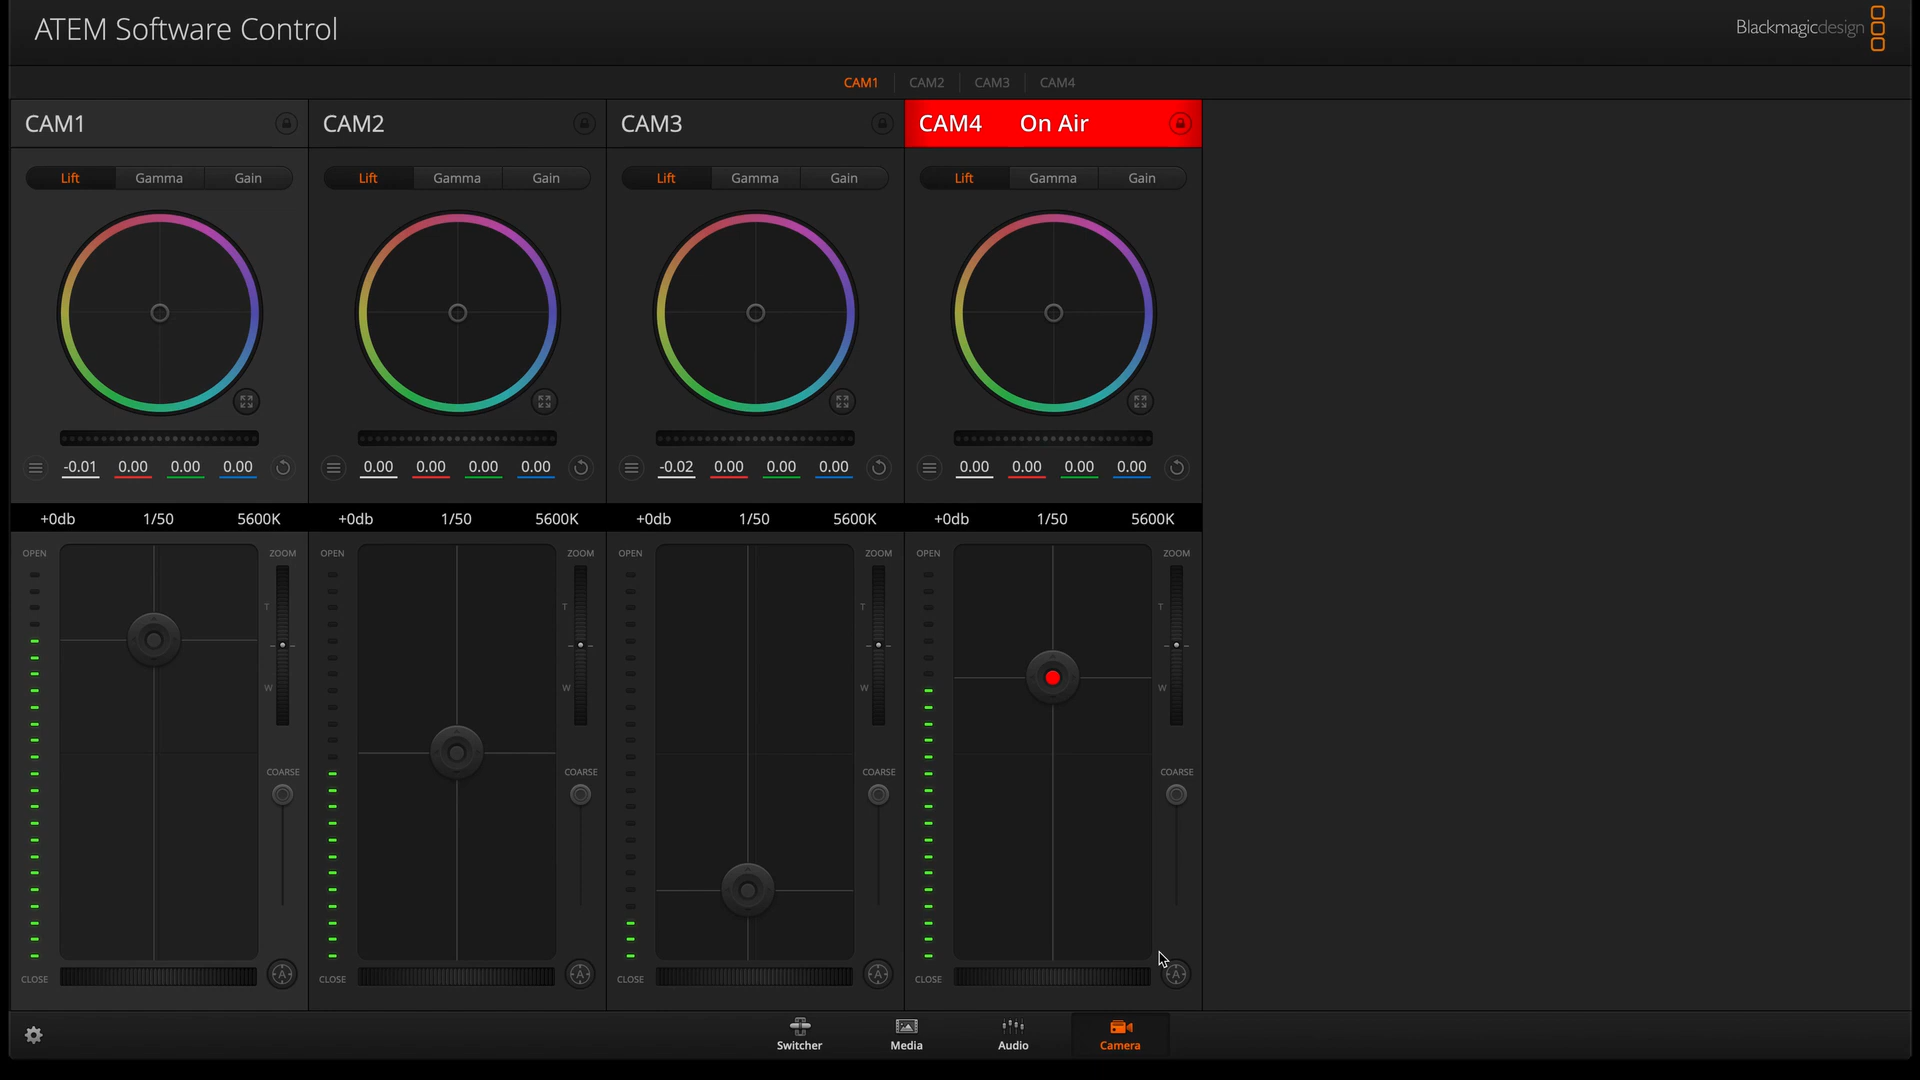 ATEM Software Control
Blackmagicdesign
CAM1 CAM2 CAM3 CAM4
CAM1 CAM2 CAM3 CAM4 On Air
Lift Gamma Gain Lift Gamma Gain Lift Gamma Gain Lift Gamma Gain
-0.01 0.00 0.00 0.00 0.00 0.00 0.00 0.00 -0.02 0.00 0.00 0.00 0.00 0.00 0.00 0.00
+0db 1/50 5600K +0db 1/50 5600K +0db 1/50 5600K +0db 1/50 5600K
OPEN ZOOM OPEN ZOOM OPEN ZOOM OPEN ZOOM
T T T T
W W W W
COARSE COARSE COARSE COARSE
A A A A
CLOSE CLOSE CLOSE CLOSE
Switcher Media Audio Camera